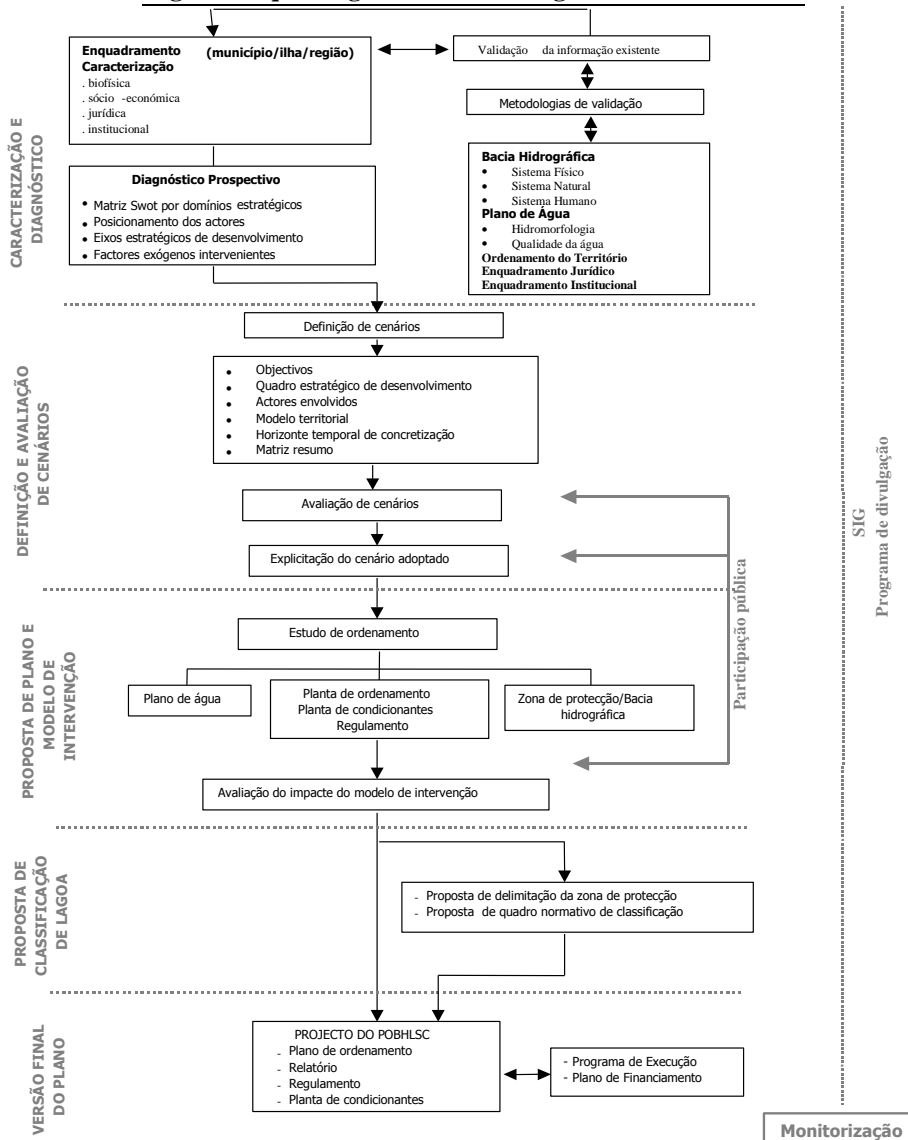 CARACTERIZAÇÃO E
DIAGNÓSTICO
Enquadramento (município/ilha/região)
Caracterização
. biofísica
. sócio -económica
. jurídica
. institucional
Validação da informação existente
Metodologias de validação
Bacia Hidrográfica
• Sistema Físico
• Sistema Natural
• Sistema Humano
Plano de Água
• Hidromorfologia
• Qualidade da água
Ordenamento do Território
Enquadramento Jurídico
Enquadramento Institucional
Diagnóstico Prospectivo
• Matriz Swot por domínios estratégicos
• Posicionamento dos actores
• Eixos estratégicos de desenvolvimento
• Factores exógenos intervenientes
DEFINIÇÃO E AVALIAÇÃO
DE CENÁRIOS
Definição de cenários
• Objectivos
• Quadro estratégico de desenvolvimento
• Actores envolvidos
• Modelo territorial
• Horizonte temporal de concretização
• Matriz resumo
Avaliação de cenários
Explicitação do cenário adoptado
Participação pública
SIG
Programa de divulgação
PROPOSTA DE PLANO E
MODELO DE
INTERVENÇÃO
Estudo de ordenamento
Plano de água
Planta de ordenamento
Planta de condicionantes
Regulamento
Zona de protecção/Bacia
hidrográfica
Avaliação do impacte do modelo de intervenção
PROPOSTA DE
CLASSIFICAÇÃO
DE LAGOA
- Proposta de delimitação da zona de protecção
- Proposta de quadro normativo de classificação
VERSÃO FINAL
DO PLANO
PROJECTO DO POBHLSC
- Plano de ordenamento
- Relatório
- Regulamento
- Planta de condicionantes
- Programa de Execução
- Plano de Financiamento
Monitorização